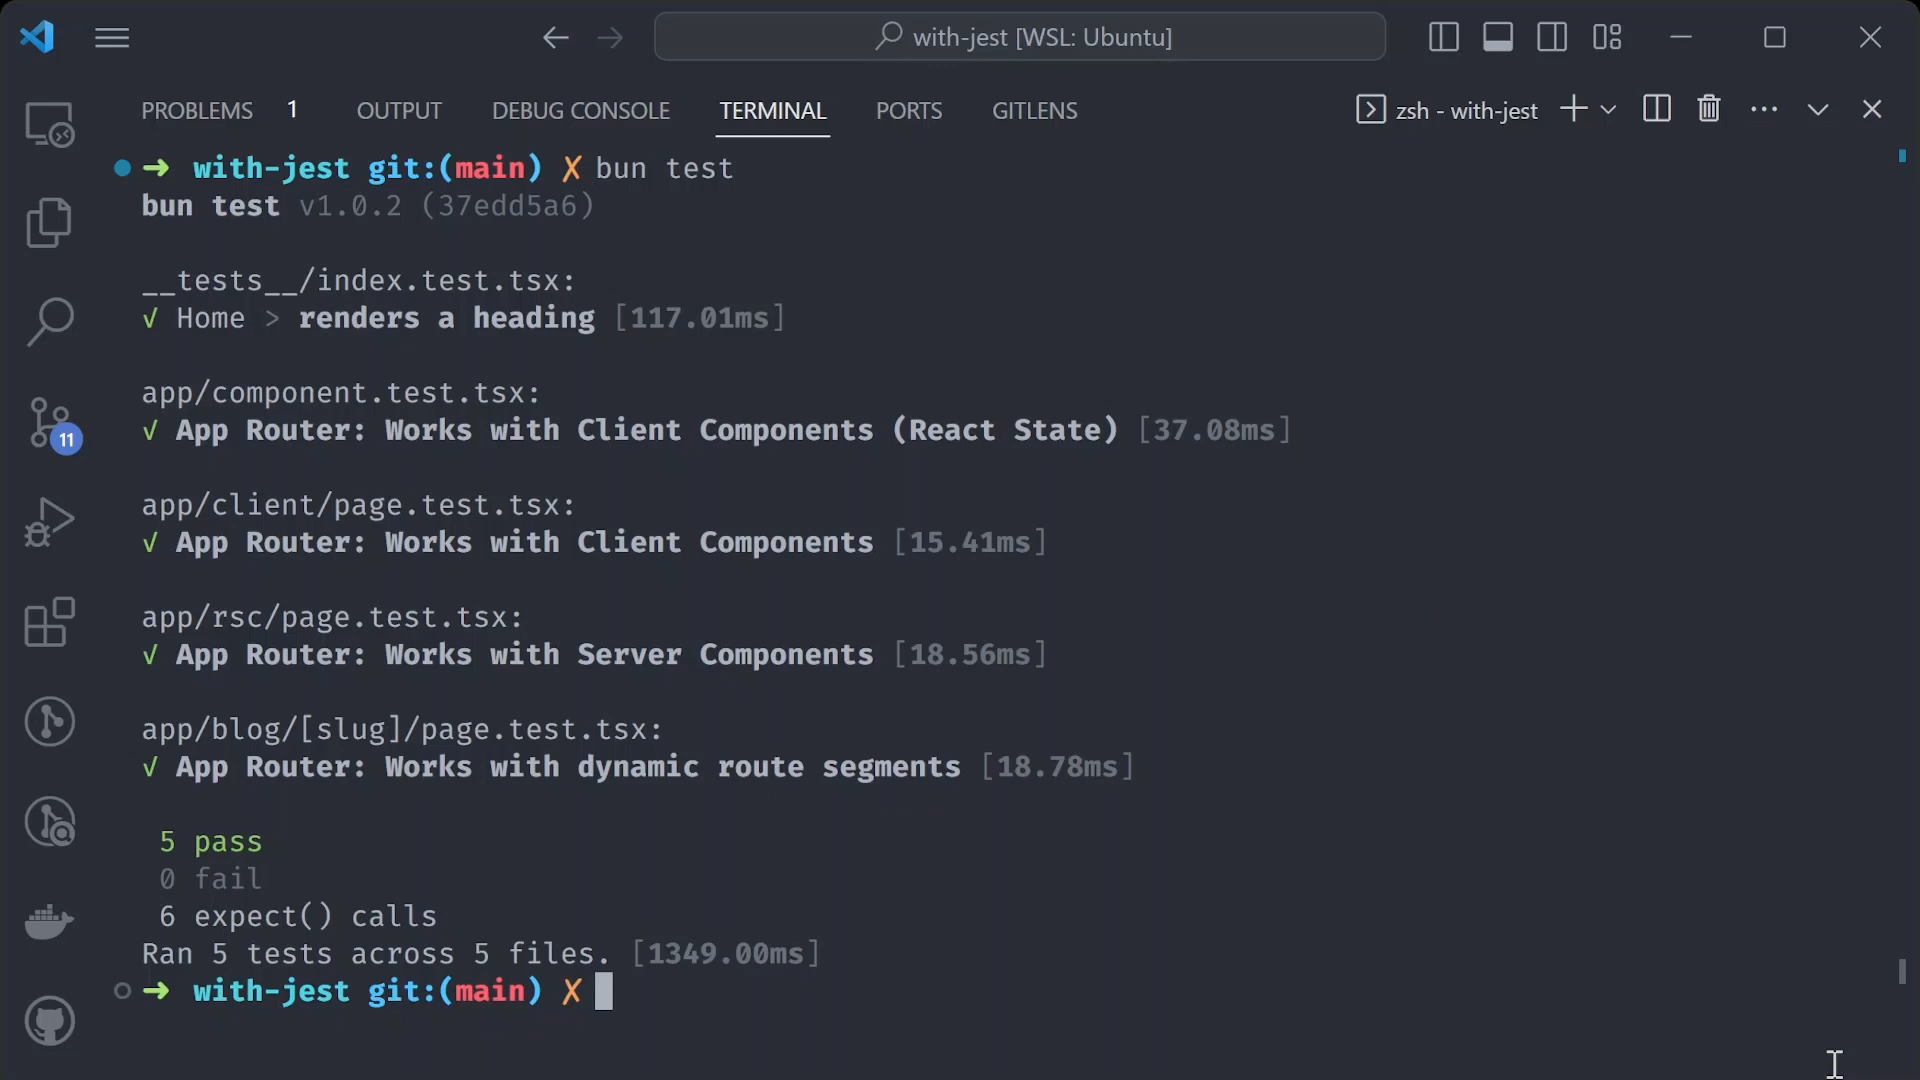 with-jest [WSL: Ubuntu]
PROBLEMS 1 OUTPUT DEBUG CONSOLE TERMINAL PORTS GITLENS zsh - with-jest
➜ with-jest git:(main) ✗ bun test
bun test v1.0.2 (37edd5a6)
__tests__/index.test.tsx:
✓ Home > renders a heading [117.01ms]
app/component.test.tsx:
✓ App Router: Works with Client Components (React State) [37.08ms]
app/client/page.test.tsx:
✓ App Router: Works with Client Components [15.41ms]
11
app/rsc/page.test.tsx:
✓ App Router: Works with Server Components [18.56ms]
app/blog/[slug]/page.test.tsx:
✓ App Router: Works with dynamic route segments [18.78ms]
5 pass
0 fail
6 expect() calls
Ran 5 tests across 5 files. [1349.00ms]
➜ with-jest git:(main) ✗